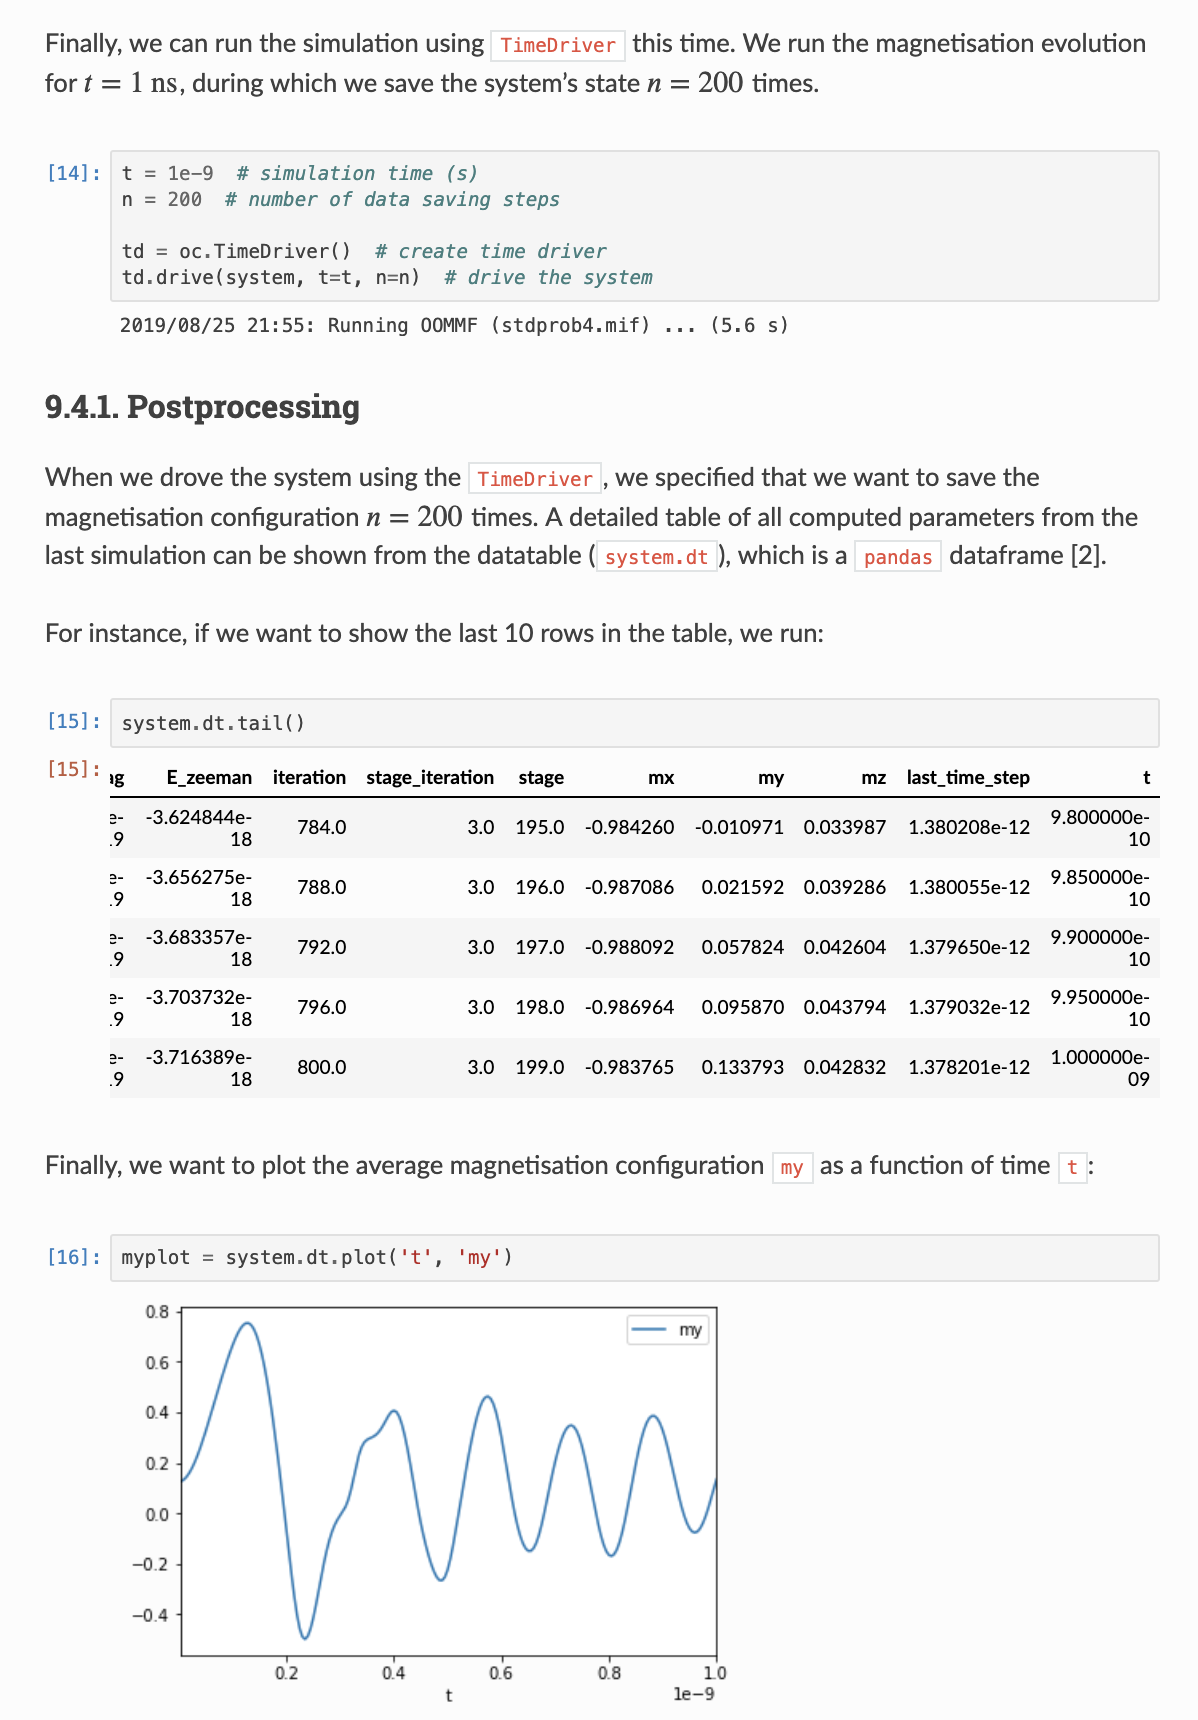 Finally, we can run the simulation using TimeDriver this time. We run the magnetisation evolution
for t = 1 ns, during which we save the system’s state n = 200 times.
[14]: t = 1e-9  # simulation time (s)
n = 200  # number of data saving steps
td = oc.TimeDriver()  # create time driver
td.drive(system, t=t, n=n)  # drive the system
2019/08/25 21:55: Running OOMMF (stdprob4.mif) ... (5.6 s)
9.4.1. Postprocessing
When we drove the system using the TimeDriver , we specified that we want to save the
magnetisation configuration n = 200 times. A detailed table of all computed parameters from the
last simulation can be shown from the datatable ( system.dt ), which is a pandas dataframe [2].
For instance, if we want to show the last 10 rows in the table, we run:
[15]: system.dt.tail()
[15]: ag E_zeeman iteration stage_iteration stage mx my mz last_time_step t
e- -3.624844e- 784.0 3.0 195.0 -0.984260 -0.010971 0.033987 1.380208e-12 9.800000e-
19 18 10
e- -3.656275e- 788.0 3.0 196.0 -0.987086 0.021592 0.039286 1.380055e-12 9.850000e-
19 18 10
e- -3.683357e- 792.0 3.0 197.0 -0.988092 0.057824 0.042604 1.379650e-12 9.900000e-
19 18 10
e- -3.703732e- 796.0 3.0 198.0 -0.986964 0.095870 0.043794 1.379032e-12 9.950000e-
19 18 10
e- -3.716389e- 800.0 3.0 199.0 -0.983765 0.133793 0.042832 1.378201e-12 1.000000e-
19 18 09
Finally, we want to plot the average magnetisation configuration my as a function of time t :
[16]: myplot = system.dt.plot('t', 'my')
0.8
my
0.6
0.4
0.2
0.0
−0.2
−0.4
0.2 0.4 0.6 0.8 1.0
t 1e−9